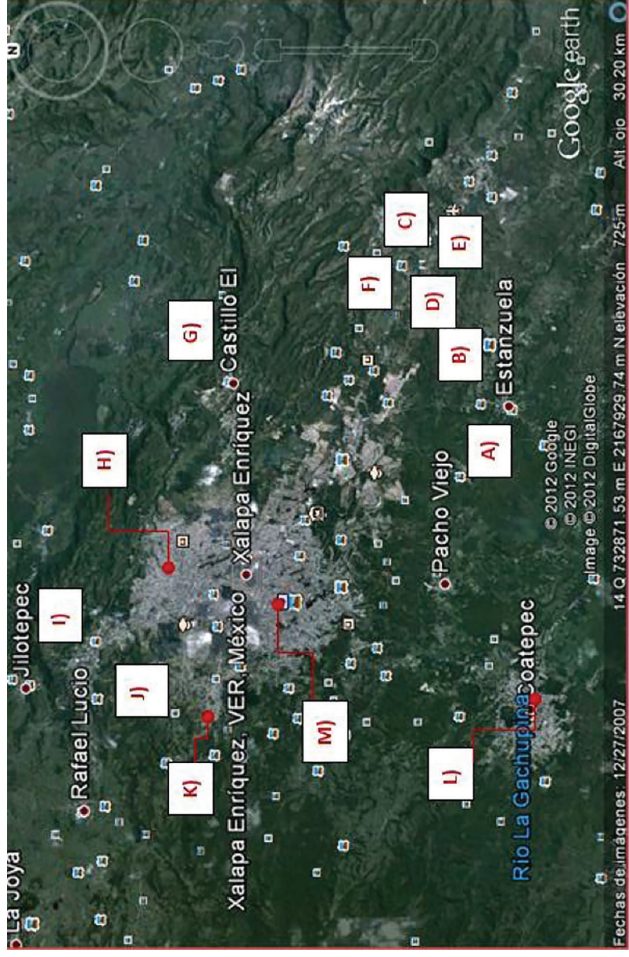 La Joya
Jilotepec
N
I)
Rafael Lucio
H)
J)
K)
G)
Castillo El
Xalapa Enríquez, VER, México
Xalapa Enríquez
M)
F)
C)
D)
L)
Pacho Viejo
E)
B)
A)
Estanzuela
Rio La Gachupina
coatepec
© 2012 Google
© 2012 INEGI
Image © 2012 DigitalGlobe
Google earth
Fechas de imágenes: 12/27/2007 14 Q 732871.53 m E 2167929.74 m N elevación 725 m Alt. ojo 30.20 km